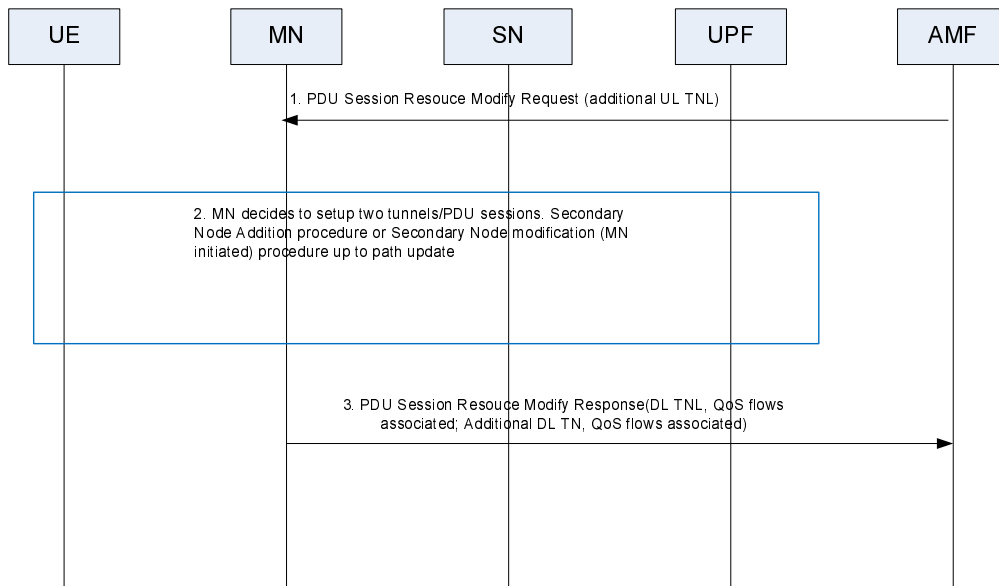 UE
MN
SN
UPF
AMF
1. PDU Session Resouce Modify Request (additional UL TNL)
2. MN decides to setup two tunnels/PDU sessions. Secondary
Node Addition procedure or Secondary Node modification (MN
initiated) procedure up to path update
3. PDU Session Resouce Modify Response(DL TNL, QoS flows
associated; Additional DL TN, QoS flows associated)